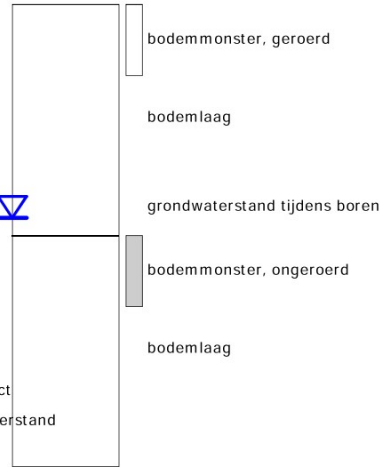 bodemmonster, geroerd
bodemlaag
grondwaterstand tijdens boren
bodemmonster, ongeroerd
bodemlaag
ct
erstand